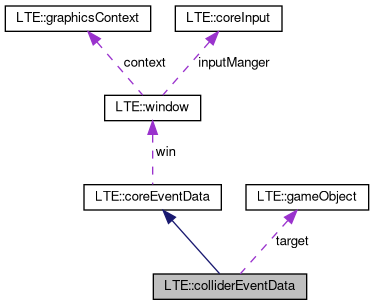 LTE::graphicsContext
LTE::coreInput
context
inputManger
LTE::window
win
LTE::coreEventData
LTE::gameObject
target
LTE::colliderEventData